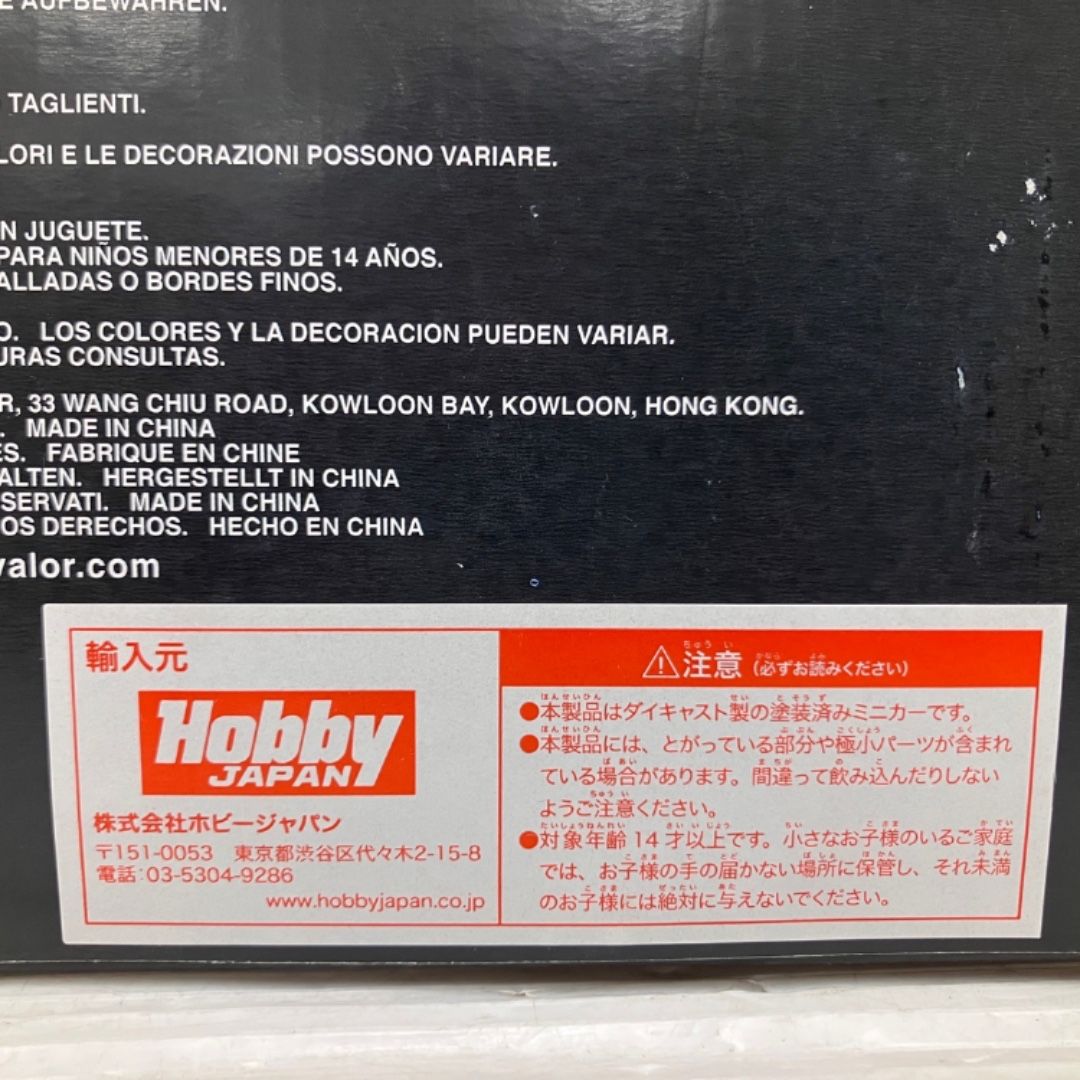 E AUFBEWAHREN.
TAGLIENTI.
LORI E LE DECORAZIONI POSSONO VARIARE.
N JUGUETE.
PARA NIÑOS MENORES DE 14 AÑOS.
ALLADAS O BORDES FINOS.
O. LOS COLORES Y LA DECORACION PUEDEN VARIAR.
URAS CONSULTAS.
R, 33 WANG CHIU ROAD, KOWLOON BAY, KOWLOON, HONG KONG.
. MADE IN CHINA
ES. FABRIQUE EN CHINE
ALTEN. HERGESTELLT IN CHINA
SERVATI. MADE IN CHINA
OS DERECHOS. HECHO EN CHINA
valor.com
輸入元
Hobby
JAPAN
株式会社ホビージャパン
〒151-0053 東京都渋谷区代々木2-15-8
電話:03-5304-9286
www.hobbyjapan.co.jp
⚠注意(必ずお読みください)
●本製品はダイキャスト製の塗装済みミニカーです。
●本製品には、とがっている部分や極小パーツが含まれ
ている場合があります。間違って飲み込んだりしない
ようご注意ください。
●対象年齢14才以上です。小さなお子様のいるご家庭
では、お子様の手の届かない場所に保管し、それ未満
のお子様には絶対に与えないでください。